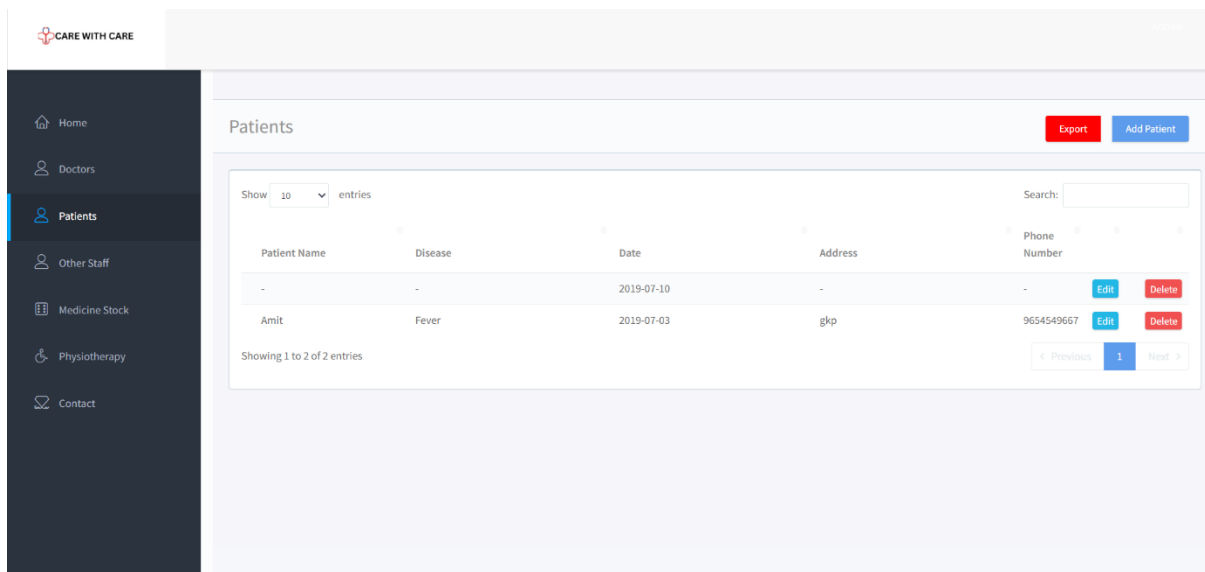 CARE WITH CARE
Home
Doctors
Patients
Other Staff
Medicine Stock
Physiotherapy
Contact
Patients
Export
Add Patient
Show 10 entries
Search:
Patient Name Disease Date Address Phone Number
- - 2019-07-10 - - Edit Delete
Amit Fever 2019-07-03 gkp 9654549667 Edit Delete
Showing 1 to 2 of 2 entries
< Previous 1 Next >